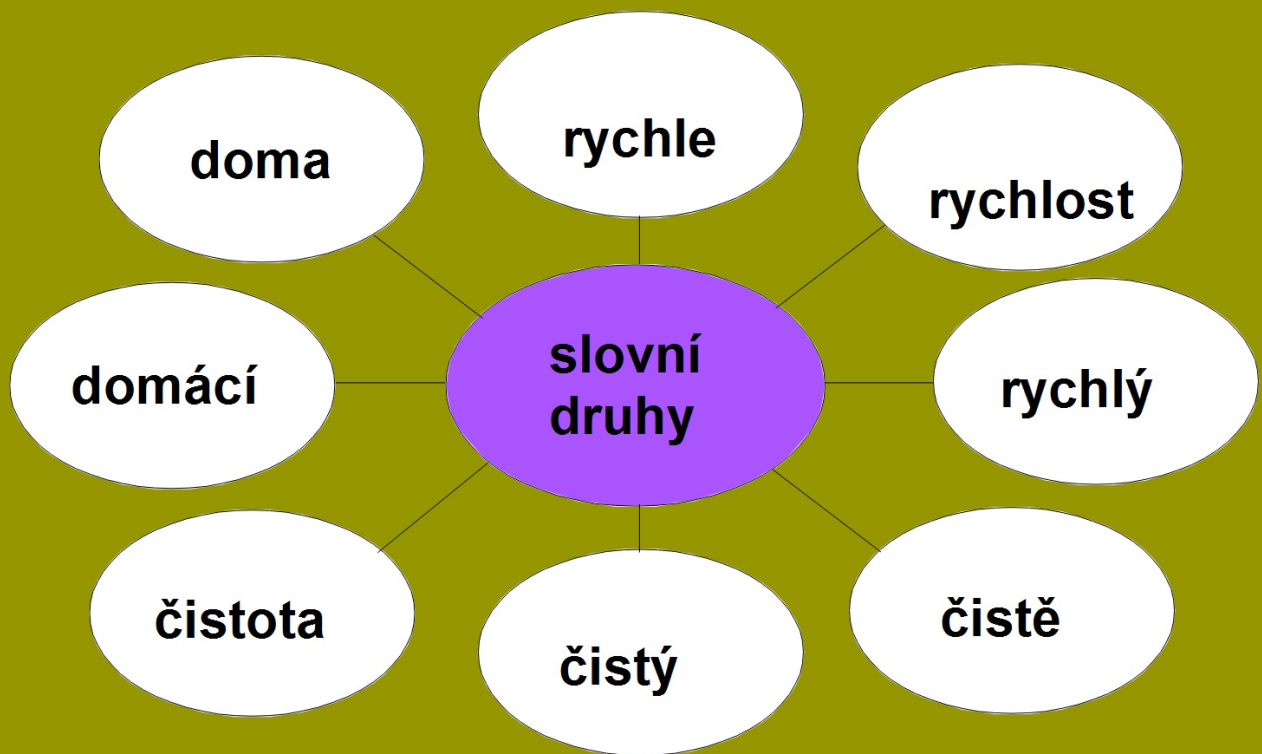 rychle
doma
rychlost
slovní
druhy
domácí
rychlý
čistota
čistě
čistý